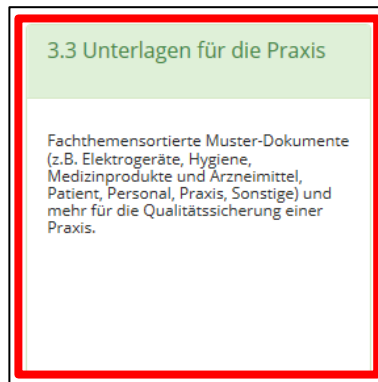 3.3 Unterlagen für die Praxis
Fachthemensortierte Muster-Dokumente
(z.B. Elektrogeräte, Hygiene,
Medizinprodukte und Arzneimittel,
Patient, Personal, Praxis, Sonstige) und
mehr für die Qualitätssicherung einer
Praxis.